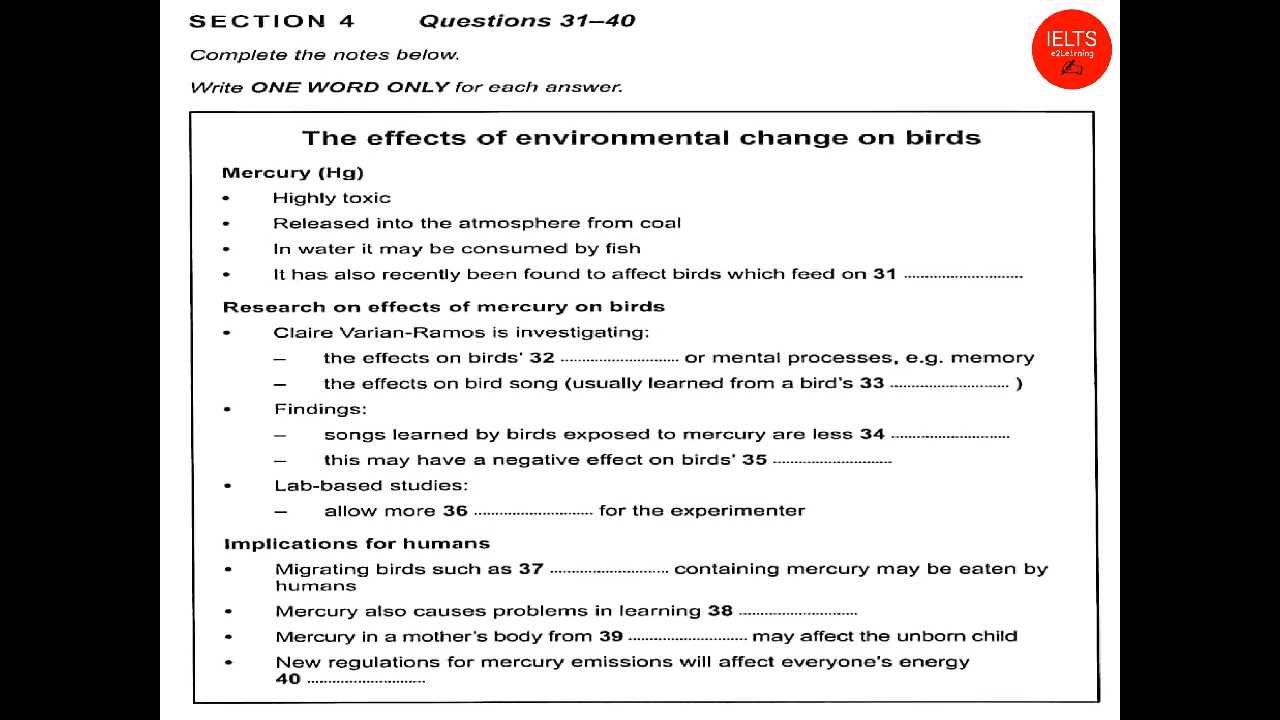 SECTION 4 Questions 31–40
IELTS
e2Le@rning
Complete the notes below.
Write ONE WORD ONLY for each answer.
The effects of environmental change on birds
Mercury (Hg)
• Highly toxic
• Released into the atmosphere from coal
• In water it may be consumed by fish
• It has also recently been found to affect birds which feed on 31 ..............................
Research on effects of mercury on birds
• Claire Varian-Ramos is investigating:
– the effects on birds' 32 .............................. or mental processes, e.g. memory
– the effects on bird song (usually learned from a bird's 33 .............................. )
• Findings:
– songs learned by birds exposed to mercury are less 34 ..............................
– this may have a negative effect on birds' 35 ..............................
• Lab-based studies:
– allow more 36 .............................. for the experimenter
Implications for humans
• Migrating birds such as 37 .............................. containing mercury may be eaten by
humans
• Mercury also causes problems in learning 38 ..............................
• Mercury in a mother's body from 39 .............................. may affect the unborn child
• New regulations for mercury emissions will affect everyone's energy
40 ..............................